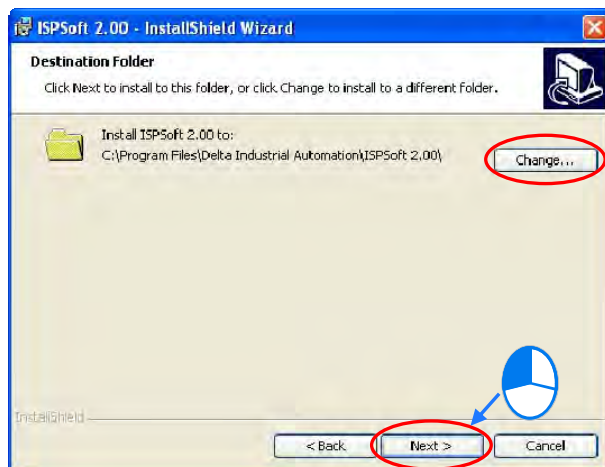 ISPSoft 2.00 - InstallShield Wizard
Destination Folder
Click Next to install to this folder, or click Change to install to a different folder.
Install ISPSoft 2.00 to:
C:\Program Files\Delta Industrial Automation\ISPSoft 2.00\
Change...
InstallShield
< Back
Next >
Cancel